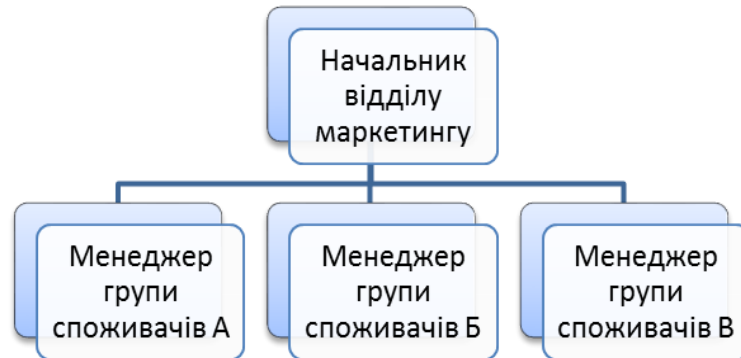 Начальник
відділу
маркетингу
Менеджер
групи
споживачів А
Менеджер
групи
споживачів Б
Менеджер
групи
споживачів В